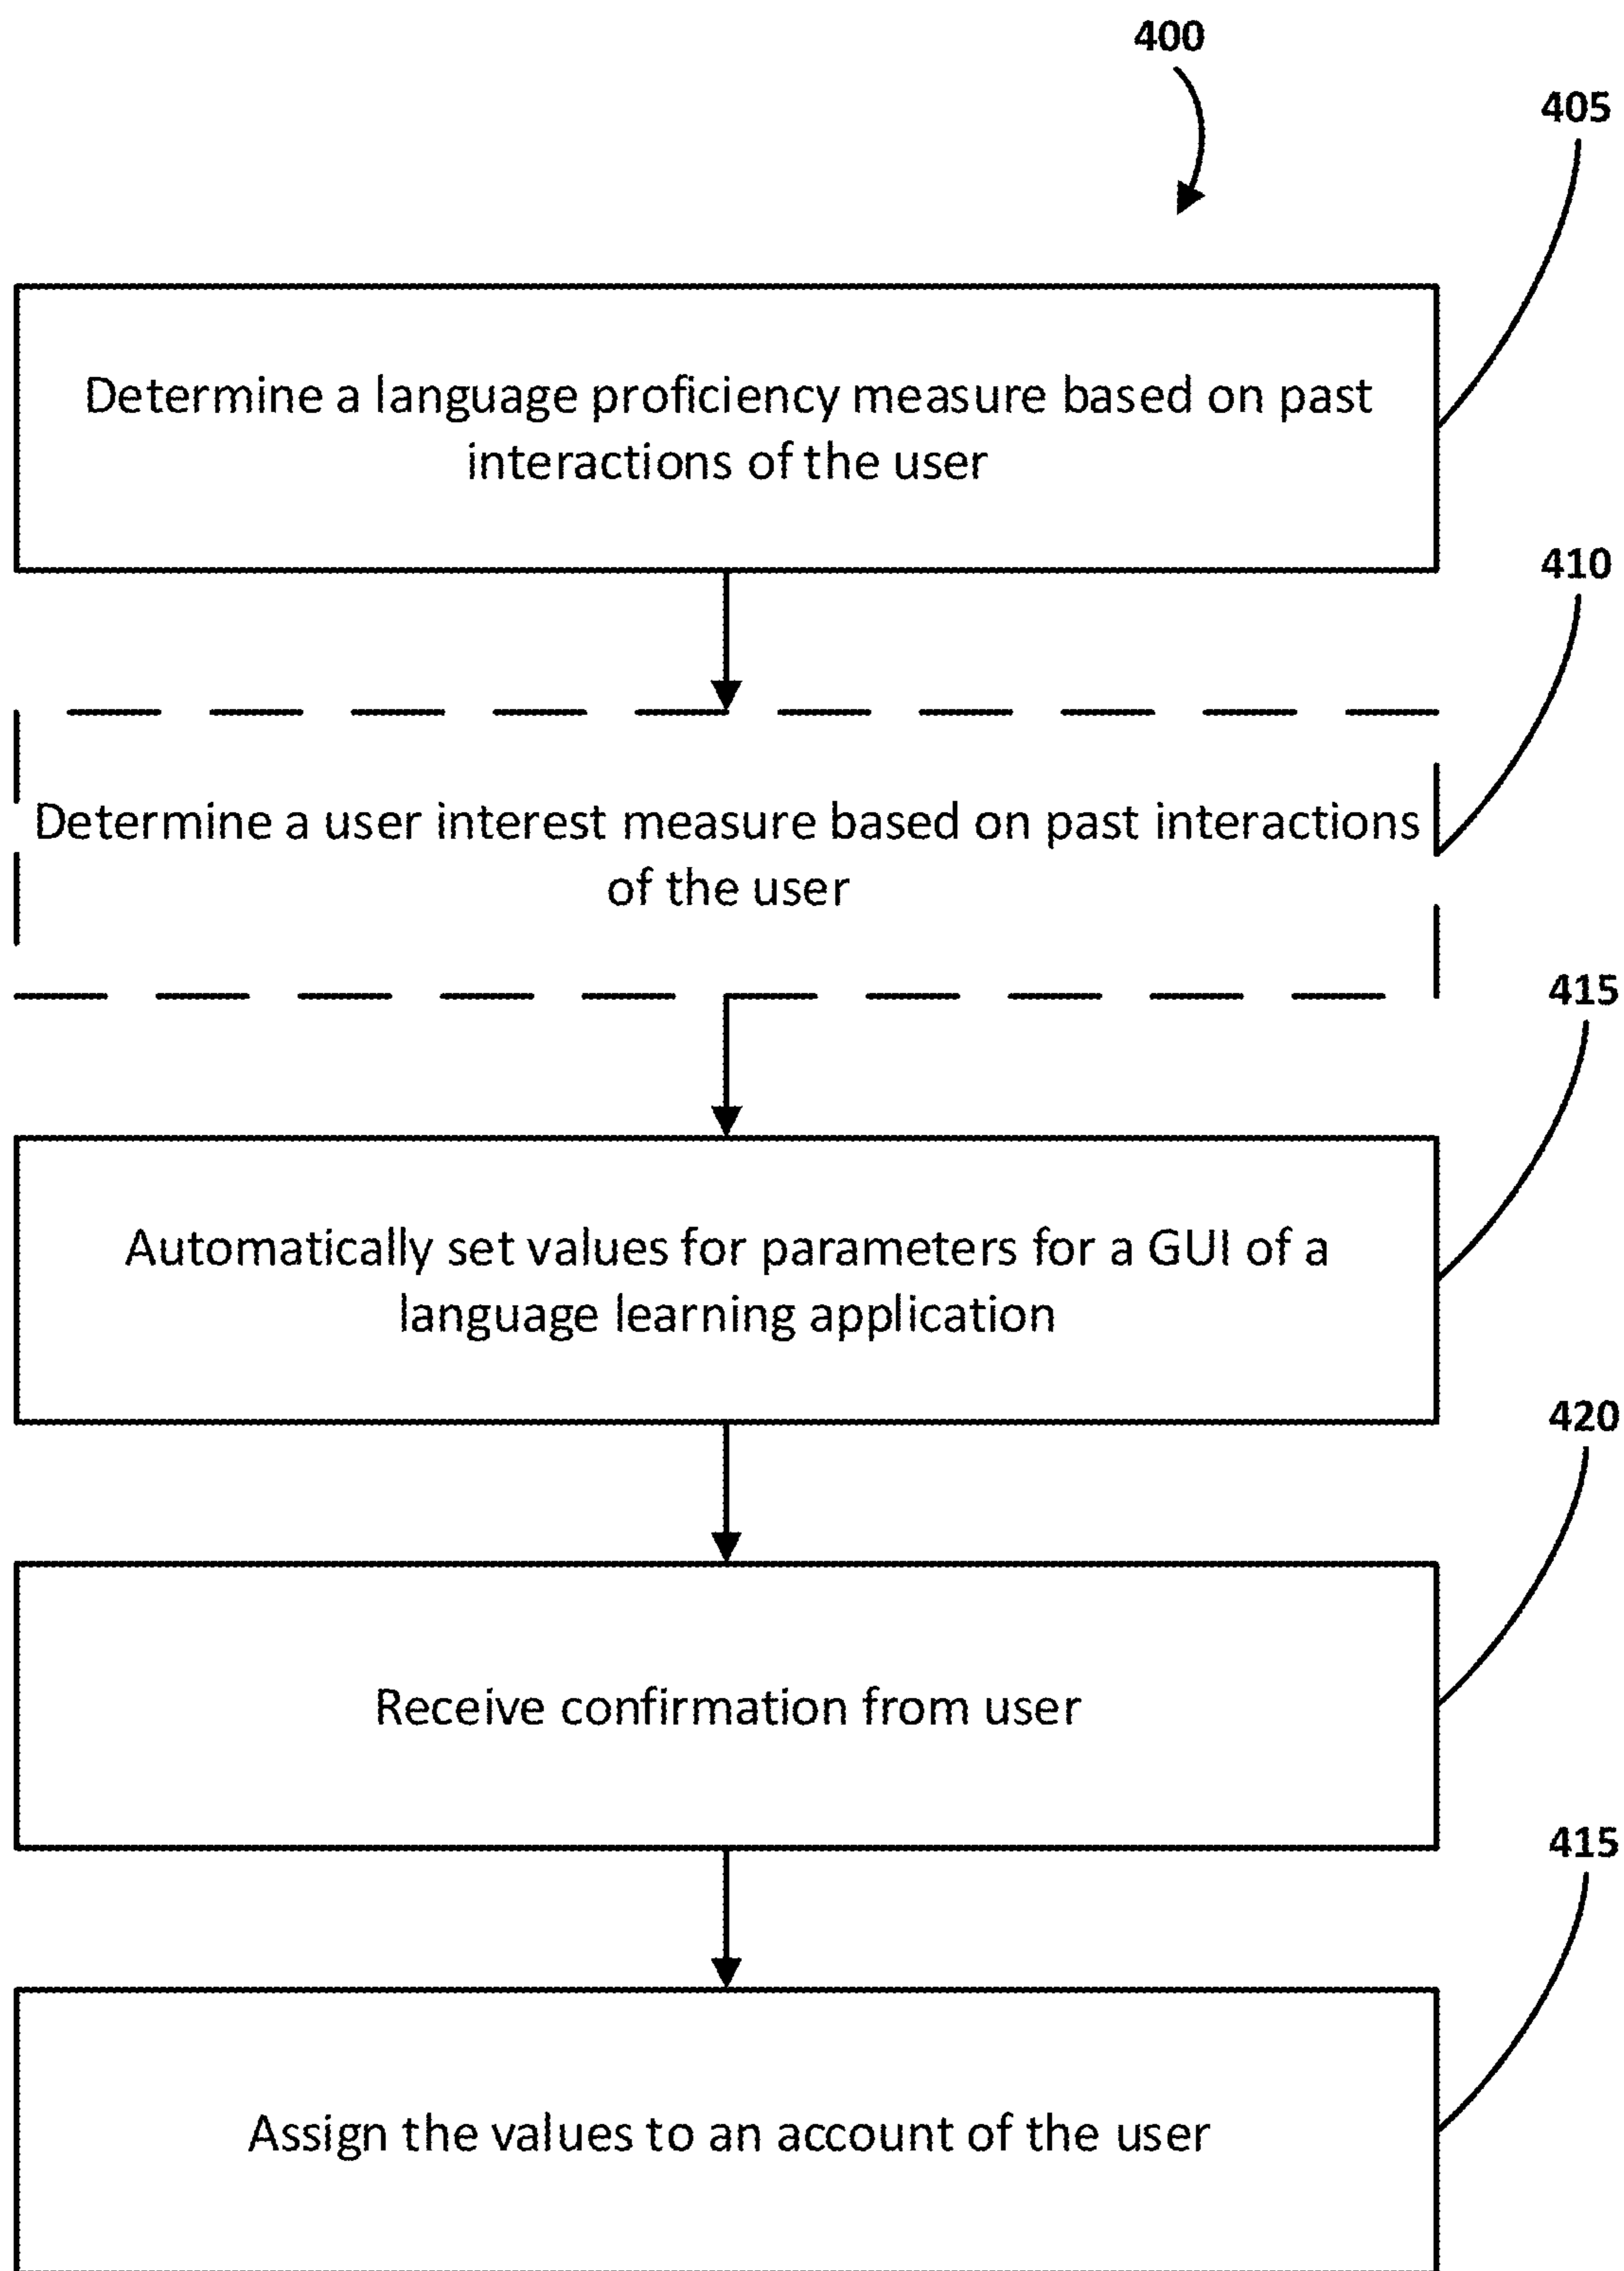 400
405
Determine a language proficiency measure based on past
interactions of the user
410
Determine a user interest measure based on past interactions
of the user
415
Automatically set values for parameters for a GUI of a
language learning application
420
Receive confirmation from user
415
Assign the values to an account of the user